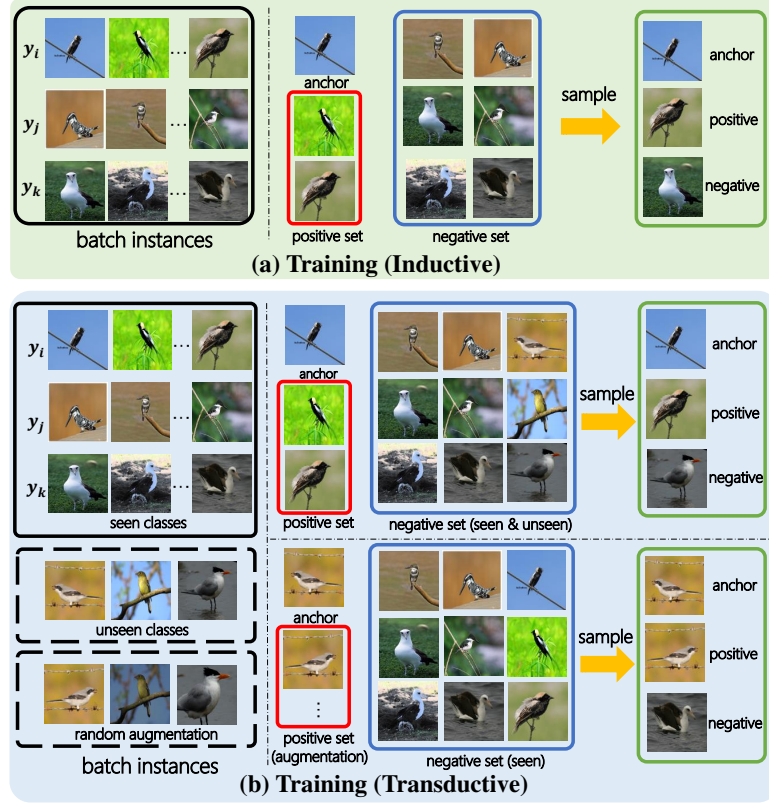 y_i
...
anchor
y_j
...
y_k
...
batch instances
positive set
negative set
sample
anchor
positive
negative
(a) Training (Inductive)
y_i
...
y_j
...
y_k
...
seen classes
unseen classes
random augmentation
batch instances
anchor
positive set
negative set (seen & unseen)
sample
anchor
positive
negative
anchor
⋮
positive set
(augmentation)
negative set (seen)
sample
anchor
positive
negative
(b) Training (Transductive)